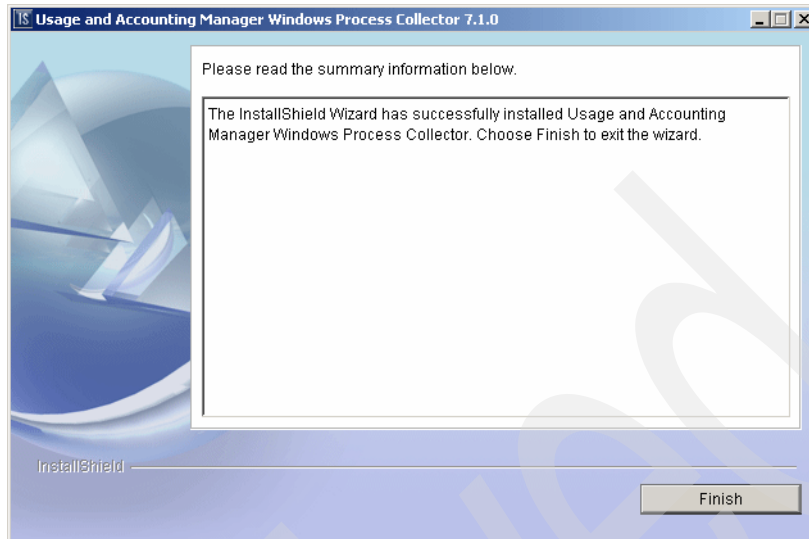 Usage and Accounting Manager Windows Process Collector 7.1.0
Please read the summary information below.
The InstallShield Wizard has successfully installed Usage and Accounting
Manager Windows Process Collector. Choose Finish to exit the wizard.
InstallShield
Finish